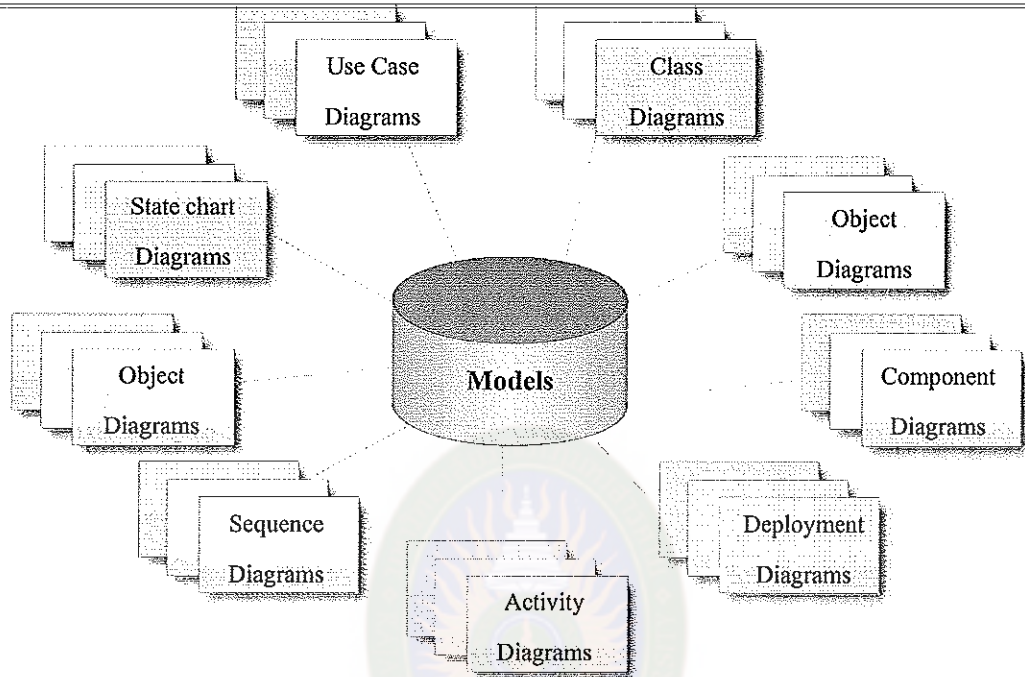 Use Case
Diagrams
Class
Diagrams
State chart
Diagrams
Object
Diagrams
Object
Diagrams
Models
Component
Diagrams
Sequence
Diagrams
Deployment
Diagrams
Activity
Diagrams